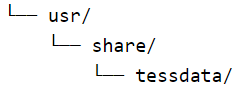 └── usr/
    └── share/
        └── tessdata/